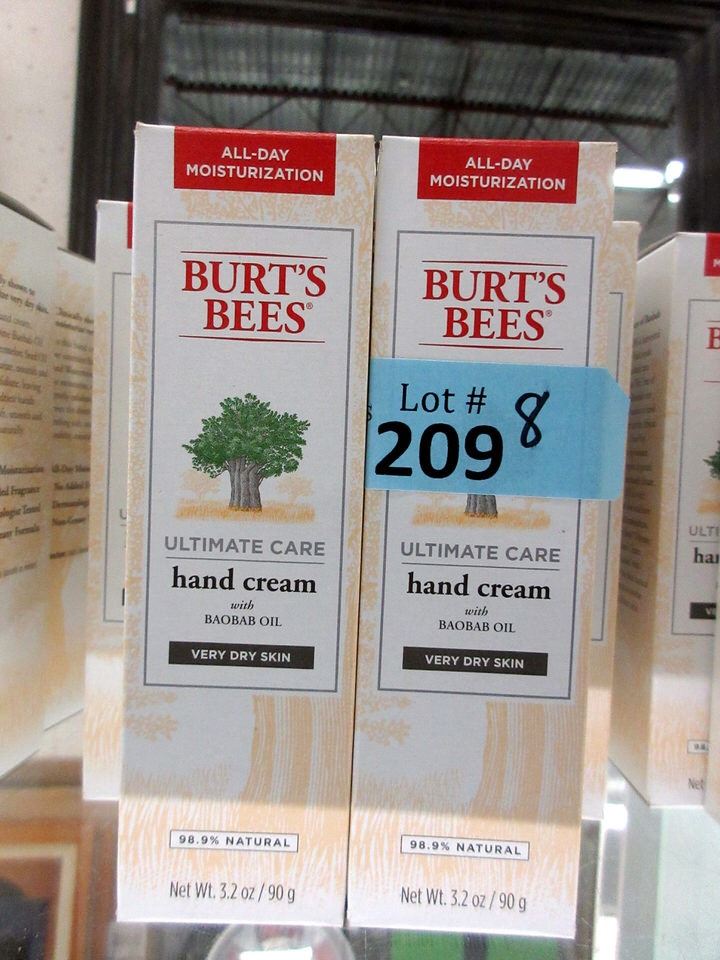 ALL-DAY
MOISTURIZATION
BURT'S
BEES®
ULTIMATE CARE
hand cream
with
BAOBAB OIL
VERY DRY SKIN
98.9% NATURAL
Net Wt. 3.2 oz / 90 g
ALL-DAY
MOISTURIZATION
BURT'S
BEES®
Lot # 8
209
ULTIMATE CARE
hand cream
with
BAOBAB OIL
VERY DRY SKIN
98.9% NATURAL
Net Wt. 3.2 oz / 90 g